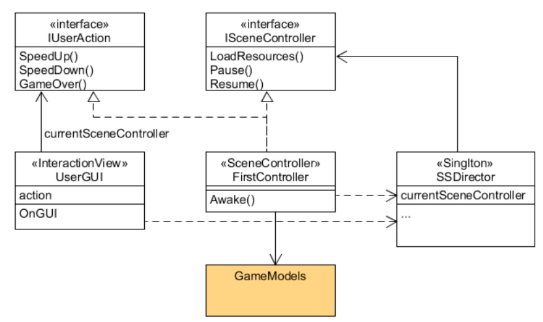 «interface»
IUserAction
SpeedUp()
SpeedDown()
GameOver()
«interface»
ISceneController
LoadResources()
Pause()
Resume()
currentSceneController
«InteractionView»
UserGUI
action
OnGUI
«SceneController»
FirstController
Awake()
«Singlton»
SSDirector
currentSceneController
...
GameModels